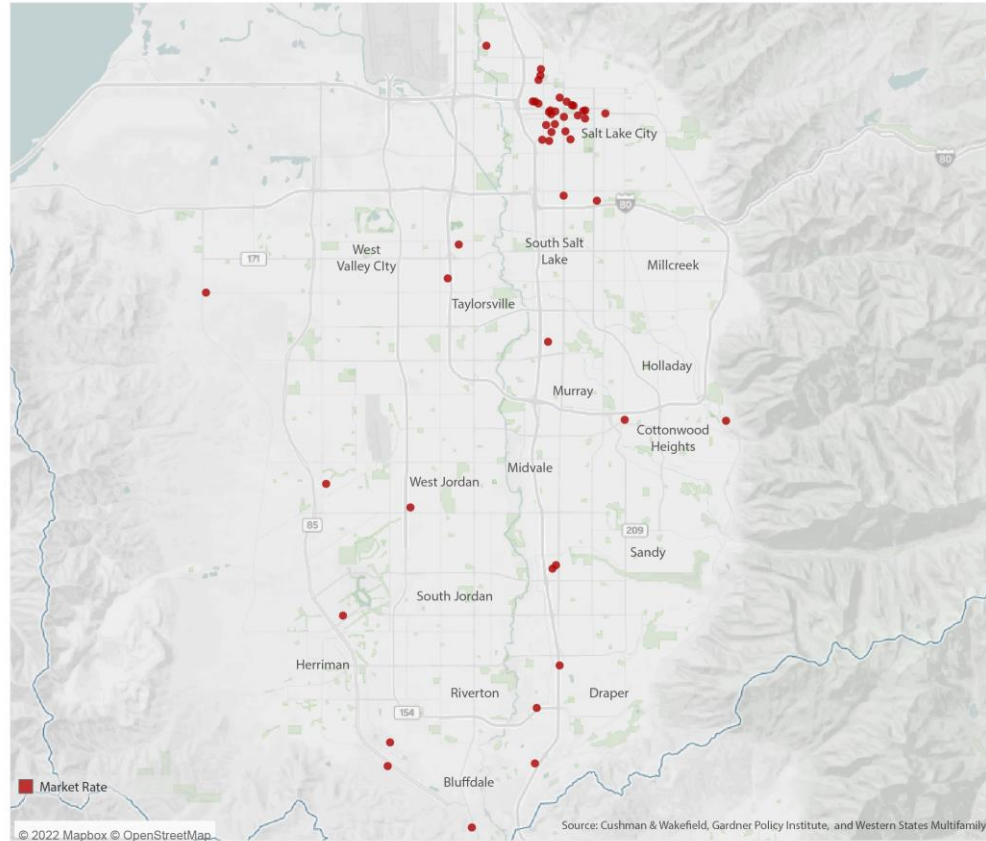 Salt Lake City
80
80
South Salt
Lake
West
Valley CIty
171
Millcreek
Taylorsville
Holladay
Murray
Cottonwood
Heights
Midvale
West Jordan
85
209
Sandy
South Jordan
Herriman
Riverton
Draper
154
Bluffdale
Market Rate
Source: Cushman & Wakefield, Gardner Policy Institute, and Western States Multifamily
© 2022 Mapbox © OpenStreetMap